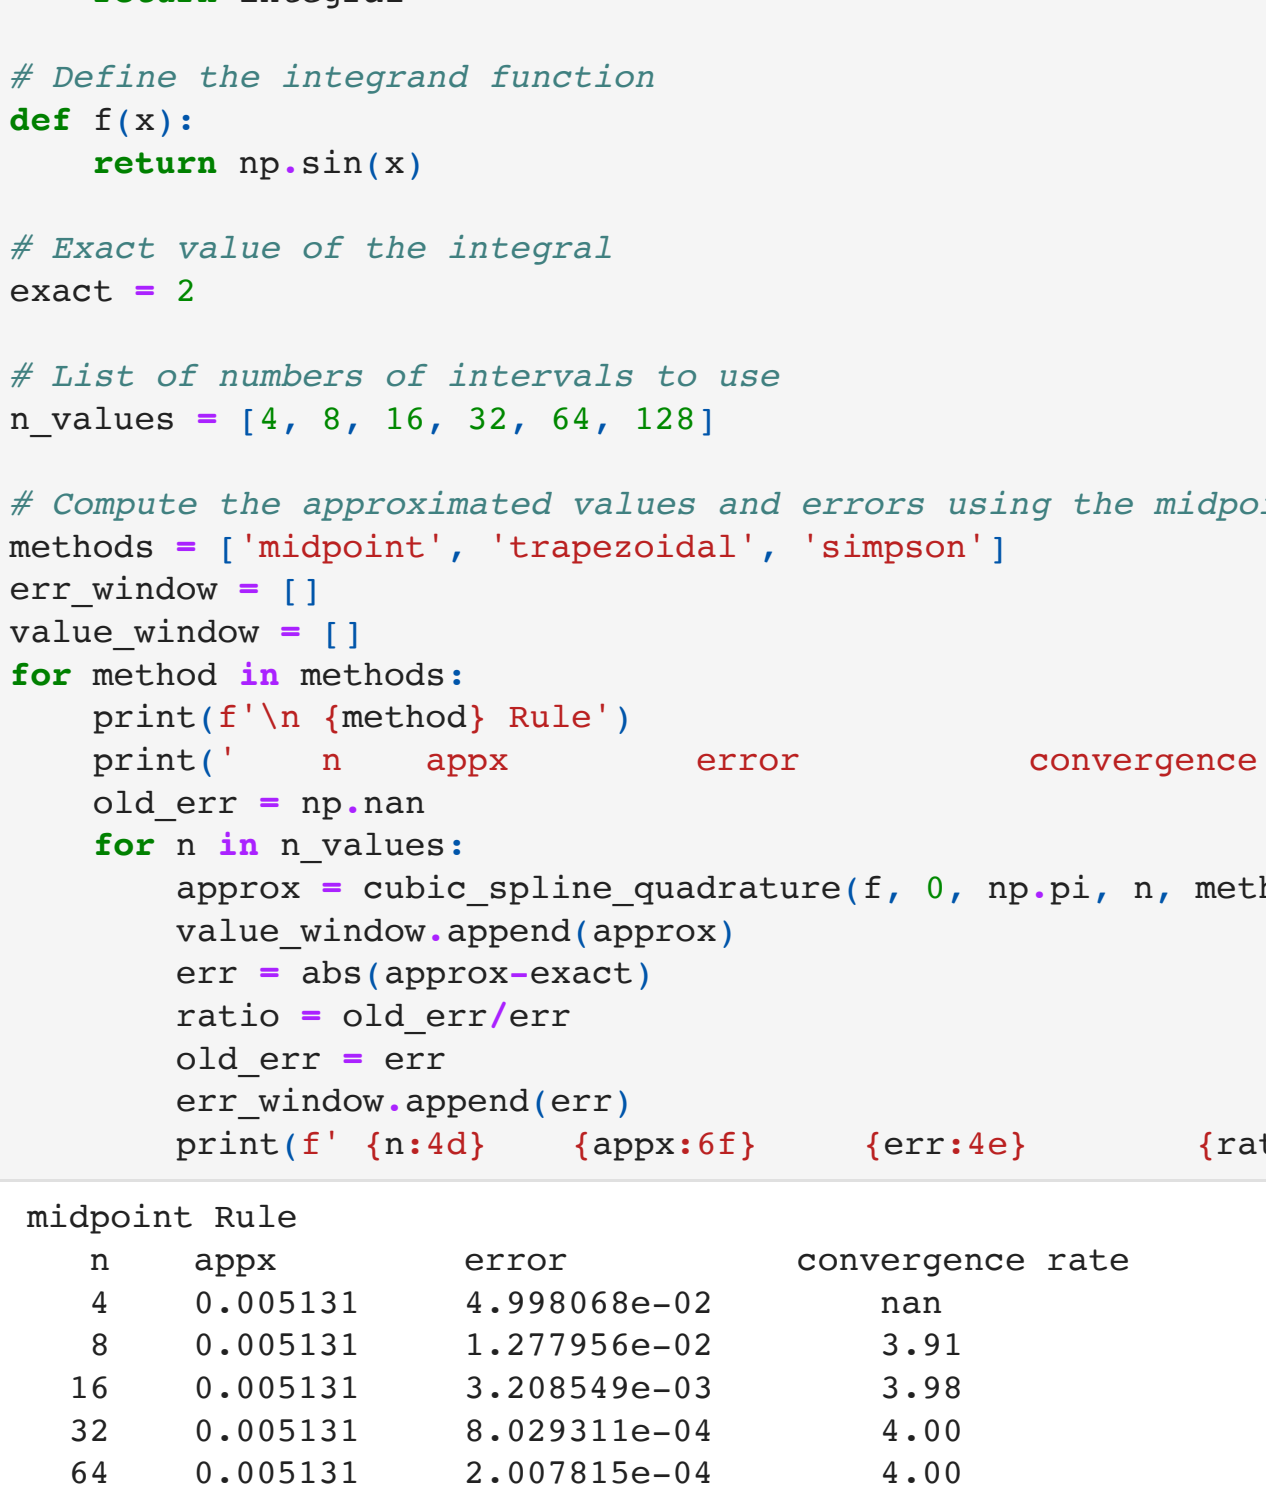 return integral
# Define the integrand function
def f(x):
    return np.sin(x)
# Exact value of the integral
exact = 2
# List of numbers of intervals to use
n_values = [4, 8, 16, 32, 64, 128]
# Compute the approximated values and errors using the
methods = ['midpoint', 'trapezoidal', 'simpson']
err_window = []
value_window = []
for method in methods:
    print(f'\n {method} Rule')
    print('    n    appx         error           convergence
    old_err = np.nan
    for n in n_values:
        approx = cubic_spline_quadrature(f, 0, np.pi, n,
        value_window.append(approx)
        err = abs(approx-exact)
        ratio = old_err/err
        old_err = err
        err_window.append(err)
        print(f' {n:4d}    {appx:6f}     {err:4e}
midpoint Rule
   n    appx         error           convergence rate
   4    0.005131     4.998068e-02        nan
   8    0.005131     1.277956e-02        3.91
  16    0.005131     3.208549e-03        3.98
  32    0.005131     8.029311e-04        4.00
  64    0.005131     2.007815e-04        4.00